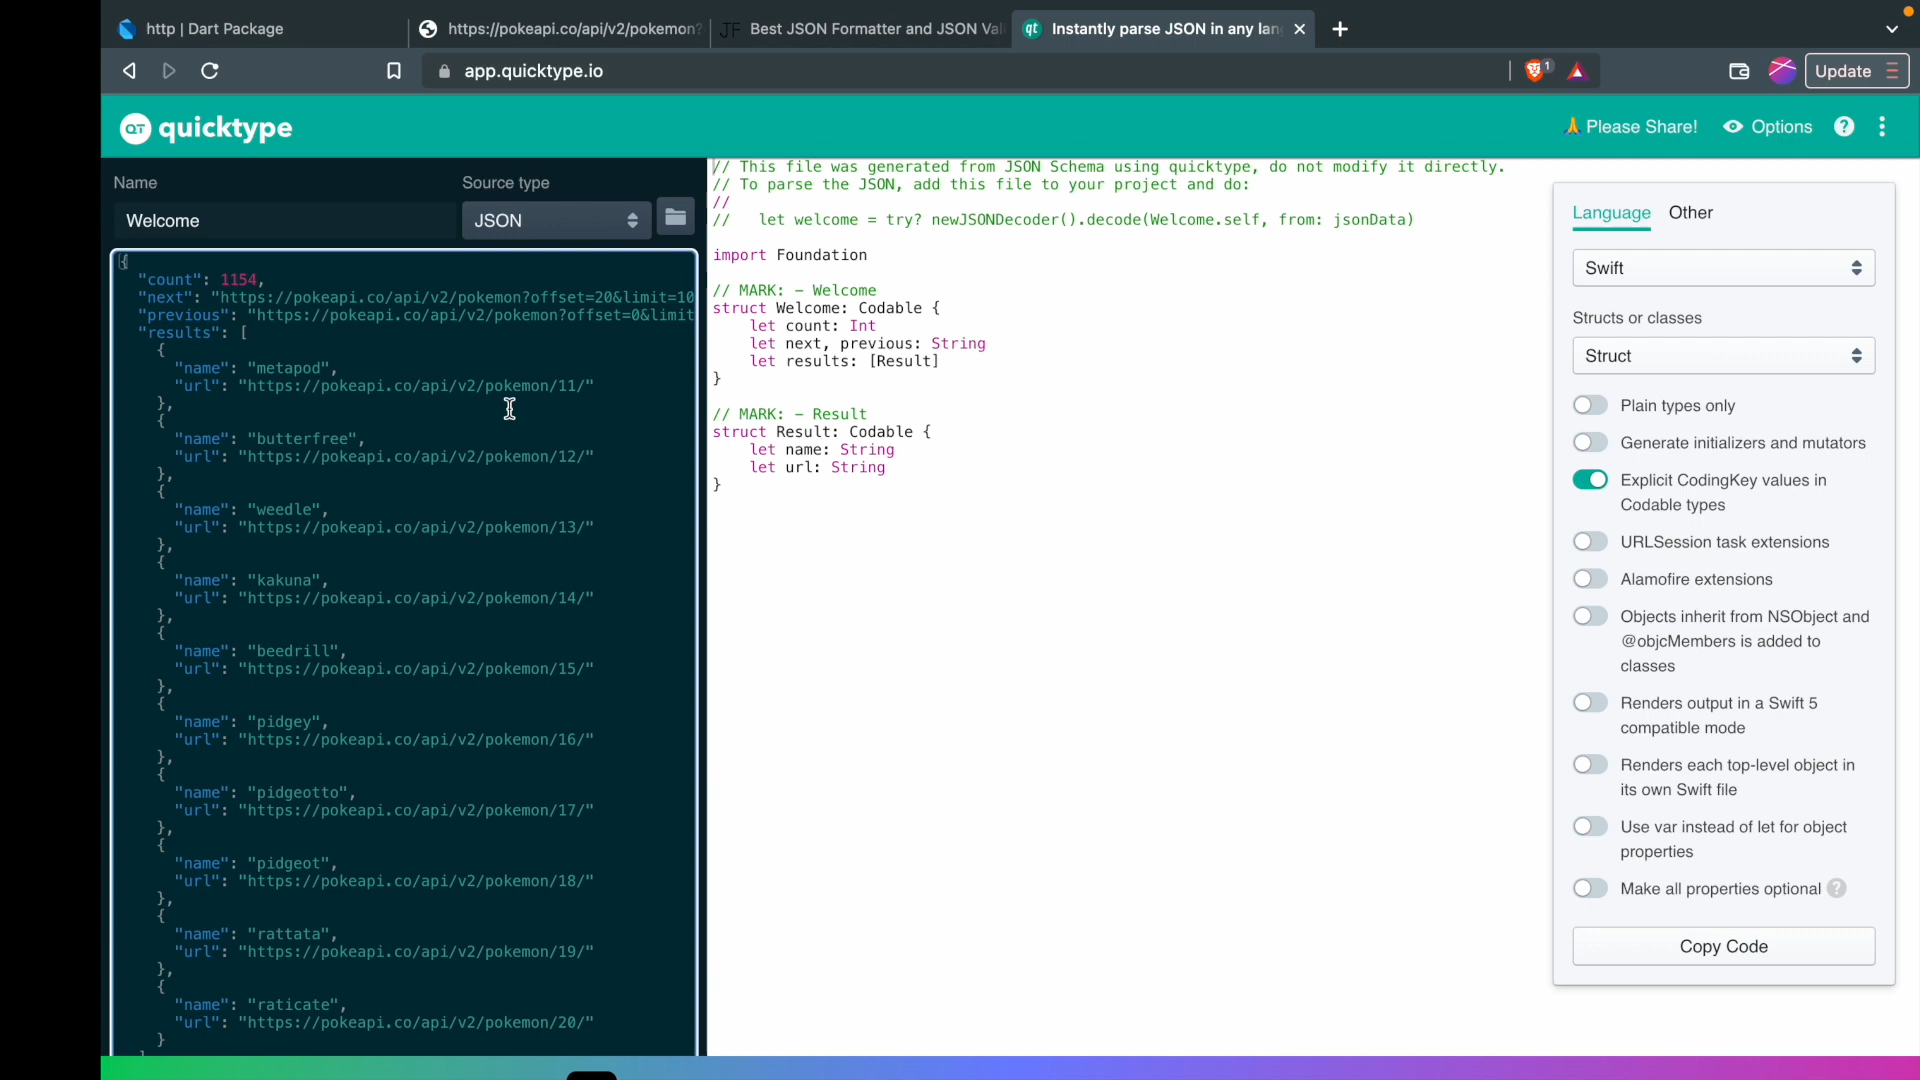 http | Dart Package
https://pokeapi.co/api/v2/pokemon?
JF Best JSON Formatter and JSON Val
qt Instantly parse JSON in any lan
app.quicktype.io
1
Update
QT quicktype
Please Share!
Options
?
Name
Source type
Welcome
JSON
{
"count": 1154,
"next": "https://pokeapi.co/api/v2/pokemon?offset=20&limit=10
"previous": "https://pokeapi.co/api/v2/pokemon?offset=0&limit
"results": [
{
"name": "metapod",
"url": "https://pokeapi.co/api/v2/pokemon/11/"
},
{
"name": "butterfree",
"url": "https://pokeapi.co/api/v2/pokemon/12/"
},
{
"name": "weedle",
"url": "https://pokeapi.co/api/v2/pokemon/13/"
},
{
"name": "kakuna",
"url": "https://pokeapi.co/api/v2/pokemon/14/"
},
{
"name": "beedrill",
"url": "https://pokeapi.co/api/v2/pokemon/15/"
},
{
"name": "pidgey",
"url": "https://pokeapi.co/api/v2/pokemon/16/"
},
{
"name": "pidgeotto",
"url": "https://pokeapi.co/api/v2/pokemon/17/"
},
{
"name": "pidgeot",
"url": "https://pokeapi.co/api/v2/pokemon/18/"
},
{
"name": "rattata",
"url": "https://pokeapi.co/api/v2/pokemon/19/"
},
{
"name": "raticate",
"url": "https://pokeapi.co/api/v2/pokemon/20/"
}
// This file was generated from JSON Schema using quicktype, do not modify it directly.
// To parse the JSON, add this file to your project and do:
//
//   let welcome = try? newJSONDecoder().decode(Welcome.self, from: jsonData)
import Foundation
// MARK: - Welcome
struct Welcome: Codable {
let count: Int
let next, previous: String
let results: [Result]
}
// MARK: - Result
struct Result: Codable {
let name: String
let url: String
}
Language
Other
Swift
Structs or classes
Struct
Plain types only
Generate initializers and mutators
Explicit CodingKey values in
Codable types
URLSession task extensions
Alamofire extensions
Objects inherit from NSObject and
@objcMembers is added to
classes
Renders output in a Swift 5
compatible mode
Renders each top-level object in
its own Swift file
Use var instead of let for object
properties
Make all properties optional ?
Copy Code